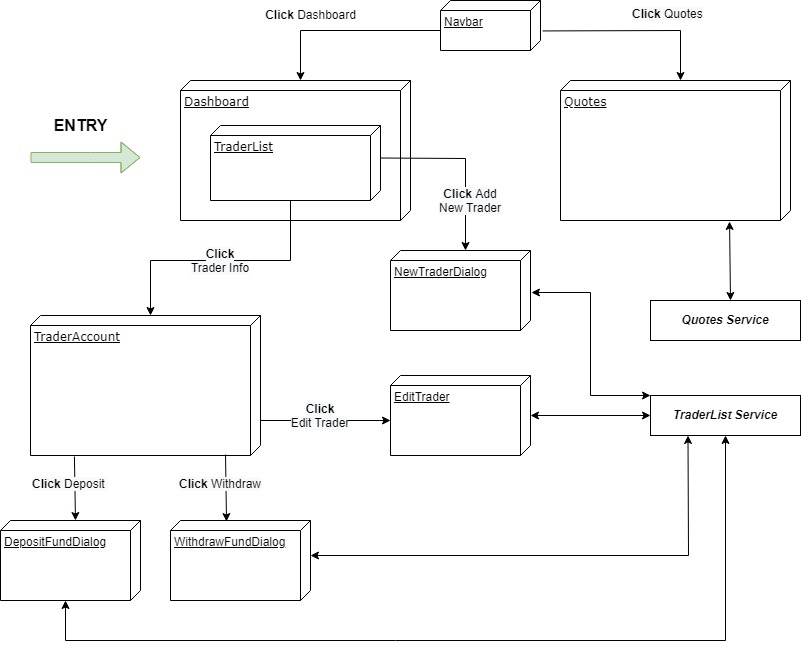 Click Dashboard
Navbar
Click Quotes
Dashboard
Quotes
ENTRY
TraderList
Click Add
New Trader
Click
Trader Info
NewTraderDialog
Quotes Service
TraderAccount
EditTrader
Click
Edit Trader
TraderList Service
Click Deposit
Click Withdraw
DepositFundDialog
WithdrawFundDialog